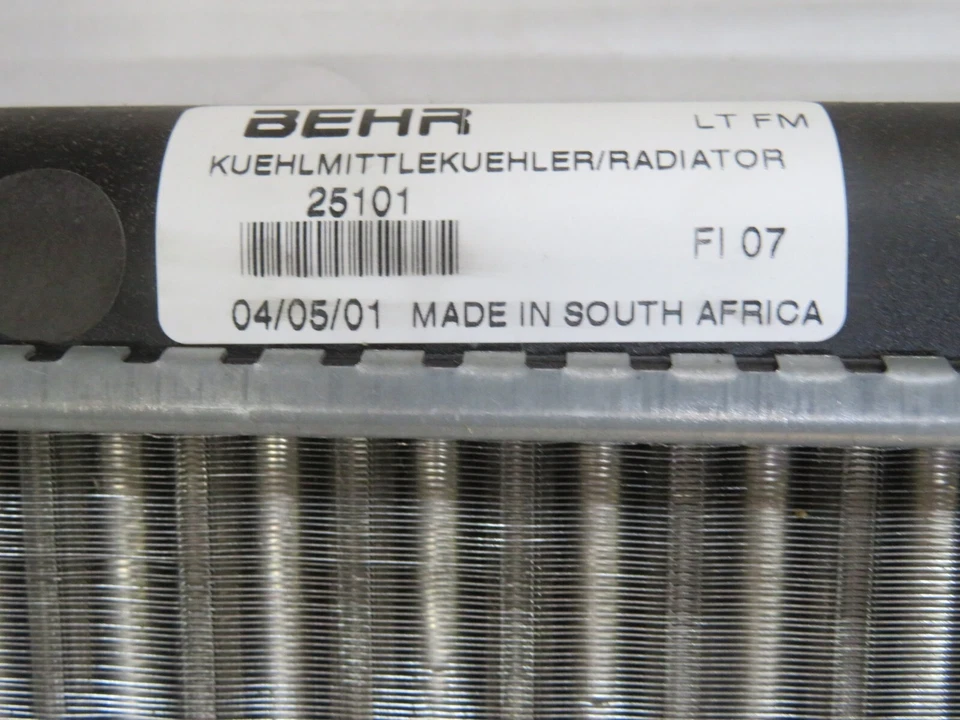 BEHR LT FM
KUEHLMITTLEKUEHLER/RADIATOR
25101
FI 07
04/05/01 MADE IN SOUTH AFRICA